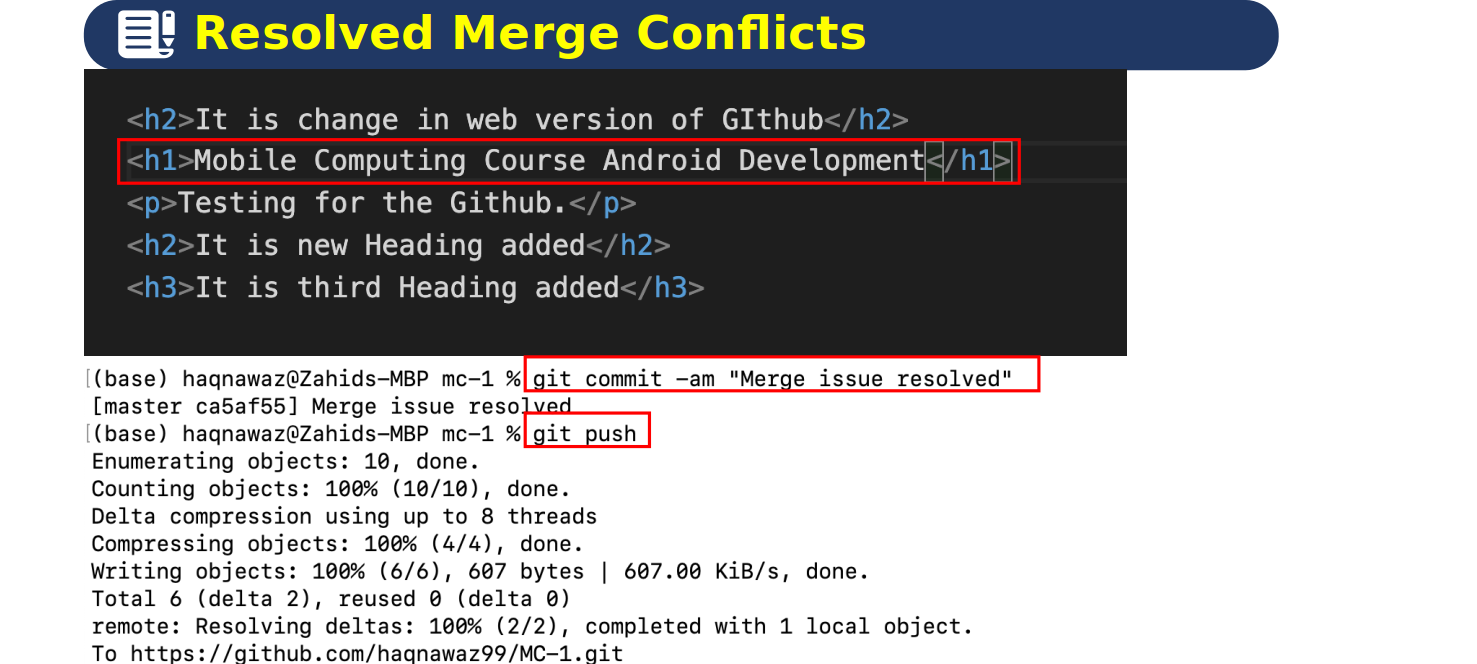 Resolved Merge Conflicts
<h2>It is change in web version of GIthub</h2>
<h1>Mobile Computing Course Android Development</h1>
<p>Testing for the Github.</p>
<h2>It is new Heading added</h2>
<h3>It is third Heading added</h3>
[(base) haqnawaz@Zahids-MBP mc-1 % git commit -am "Merge issue resolved"
[master ca5af55] Merge issue resolved
[(base) haqnawaz@Zahids-MBP mc-1 % git push
Enumerating objects: 10, done.
Counting objects: 100% (10/10), done.
Delta compression using up to 8 threads
Compressing objects: 100% (4/4), done.
Writing objects: 100% (6/6), 607 bytes | 607.00 KiB/s, done.
Total 6 (delta 2), reused 0 (delta 0)
remote: Resolving deltas: 100% (2/2), completed with 1 local object.
To https://github.com/haqnawaz99/MC-1.git